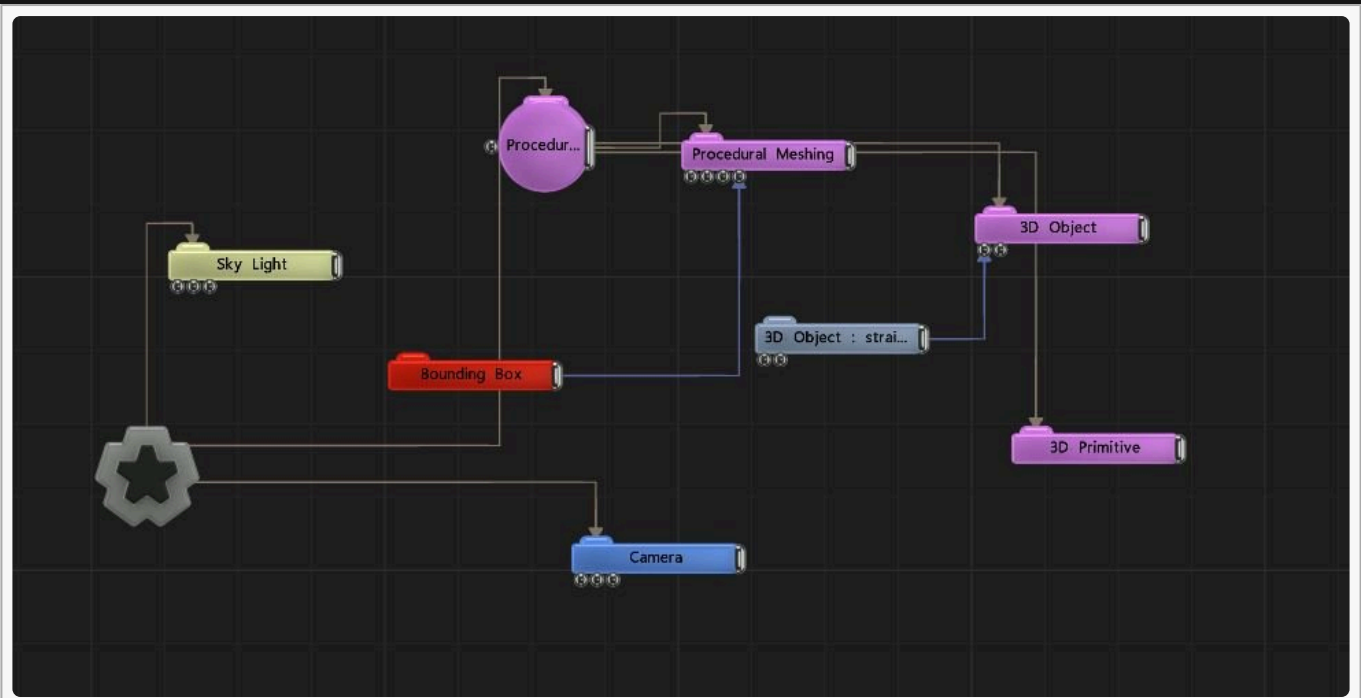 Procedur...
Procedural Meshing
3D Object
Sky Light
3D Object : strai...
Bounding Box
3D Primitive
Camera